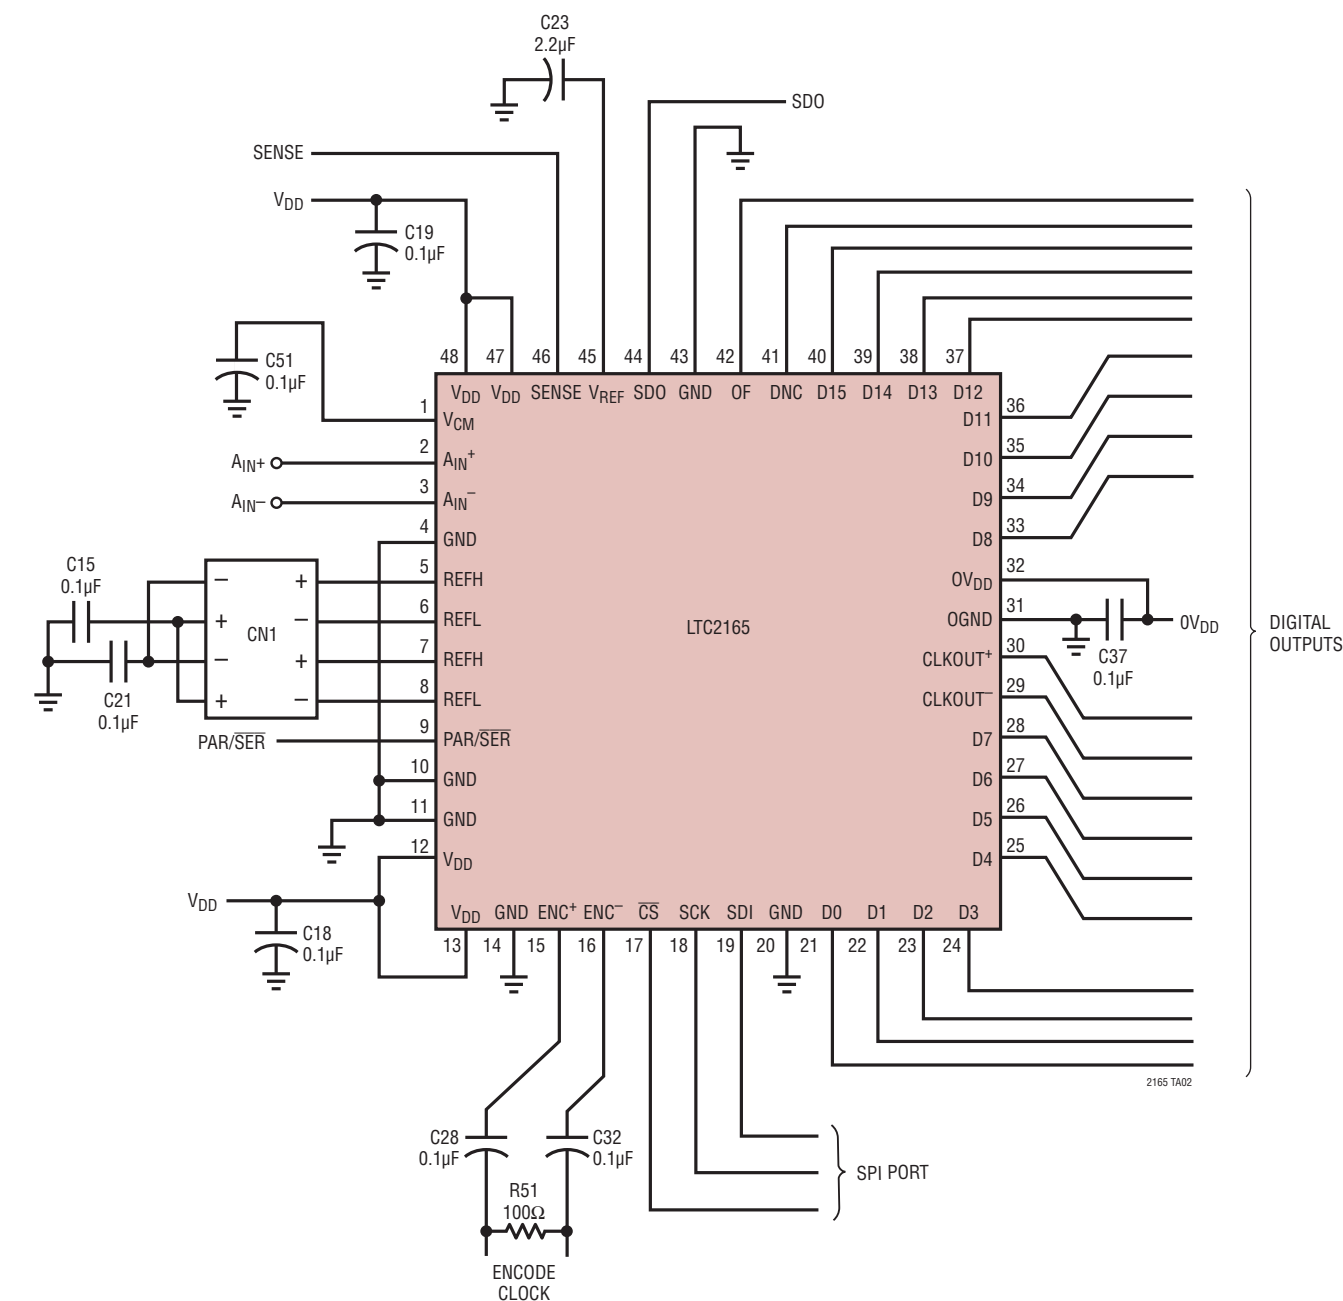 C23
2.2µF
SDO
SENSE
VDD
C19
0.1µF
C51
0.1µF
48 47 46 45 44 43 42 41 40 39 38 37
VDD VDD SENSE VREF SDO GND OF DNC D15 D14 D13 D12
1 VCM
D11 36
AIN+ 2 AIN+
D10 35
AIN– 3 AIN–
D9 34
4 GND
D8 33
C15
0.1µF
5 REFH
OVDD 32
6 REFL
OGND 31
OVDD
– + + – – + + –
CN1
LTC2165
DIGITAL
OUTPUTS
C37
0.1µF
7 REFH
CLKOUT+ 30
C21
0.1µF
8 REFL
CLKOUT– 29
PAR/S̅E̅R̅ 9 PAR/S̅E̅R̅
D7 28
10 GND
D6 27
11 GND
D5 26
12 VDD
D4 25
VDD
C18
0.1µF
VDD GND ENC+ ENC– C̅S̅ SCK SDI GND D0 D1 D2 D3
13 14 15 16 17 18 19 20 21 22 23 24
2165 TA02
C28
0.1µF
C32
0.1µF
SPI PORT
R51
100Ω
ENCODE
CLOCK